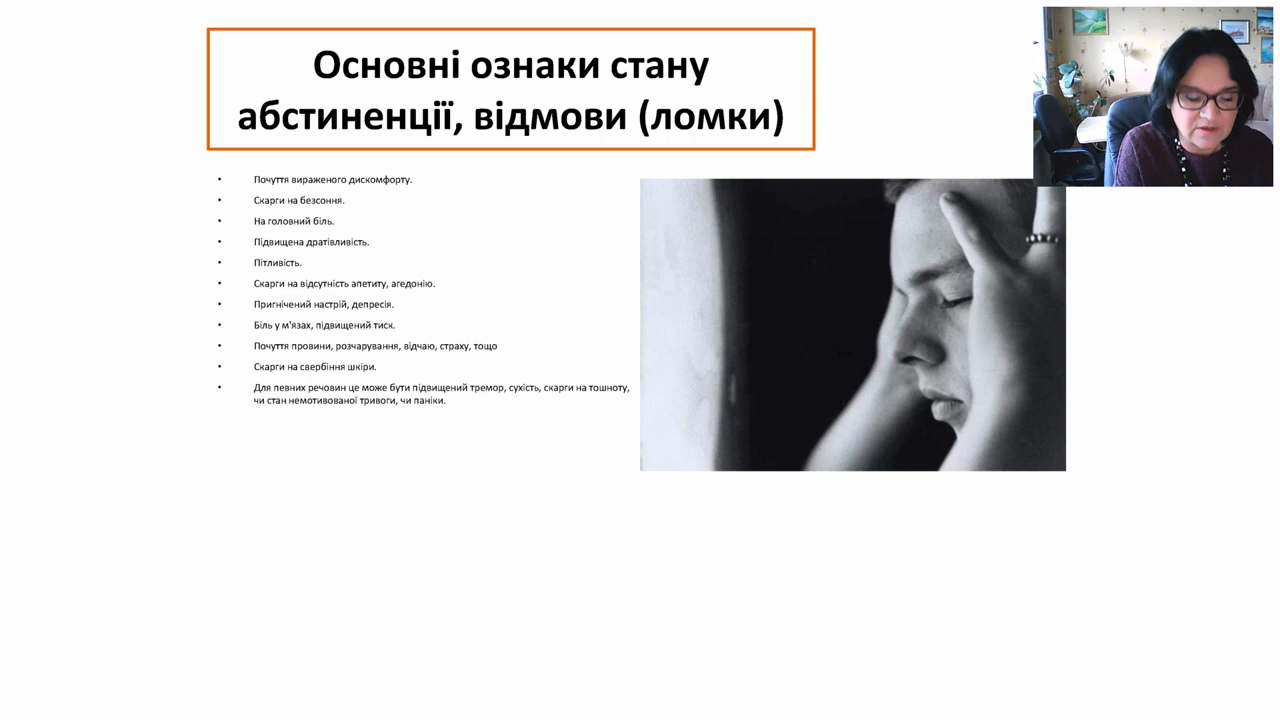 Основні ознаки стану
абстиненції, відмови (ломки)
• Почуття вираженого дискомфорту.
• Скарги на безсоння.
• На головний біль.
• Підвищена дратівливість.
• Пітливість.
• Скарги на відсутність апетиту, агедонію.
• Пригнічений настрій, депресія.
• Біль у м'язах, підвищений тиск.
• Почуття провини, розчарування, відчаю, страху, тощо
• Скарги на свербіння шкіри.
• Для певних речовин це може бути підвищений тремор, сухість, скарги на тошноту,
чи стан немотивованої тривоги, чи паніки.